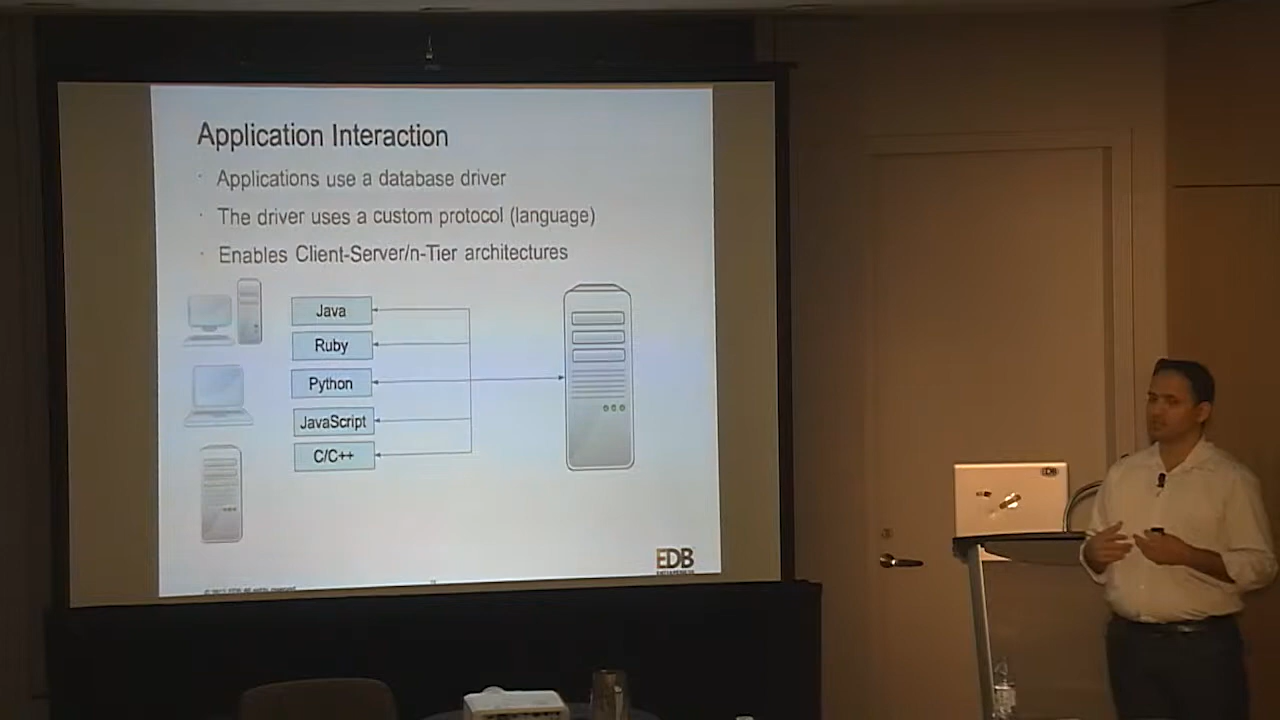 Application Interaction
Applications use a database driver
The driver uses a custom protocol (language)
Enables Client-Server/n-Tier architectures
Java
Ruby
Python
JavaScript
C/C++
EDB
EDB